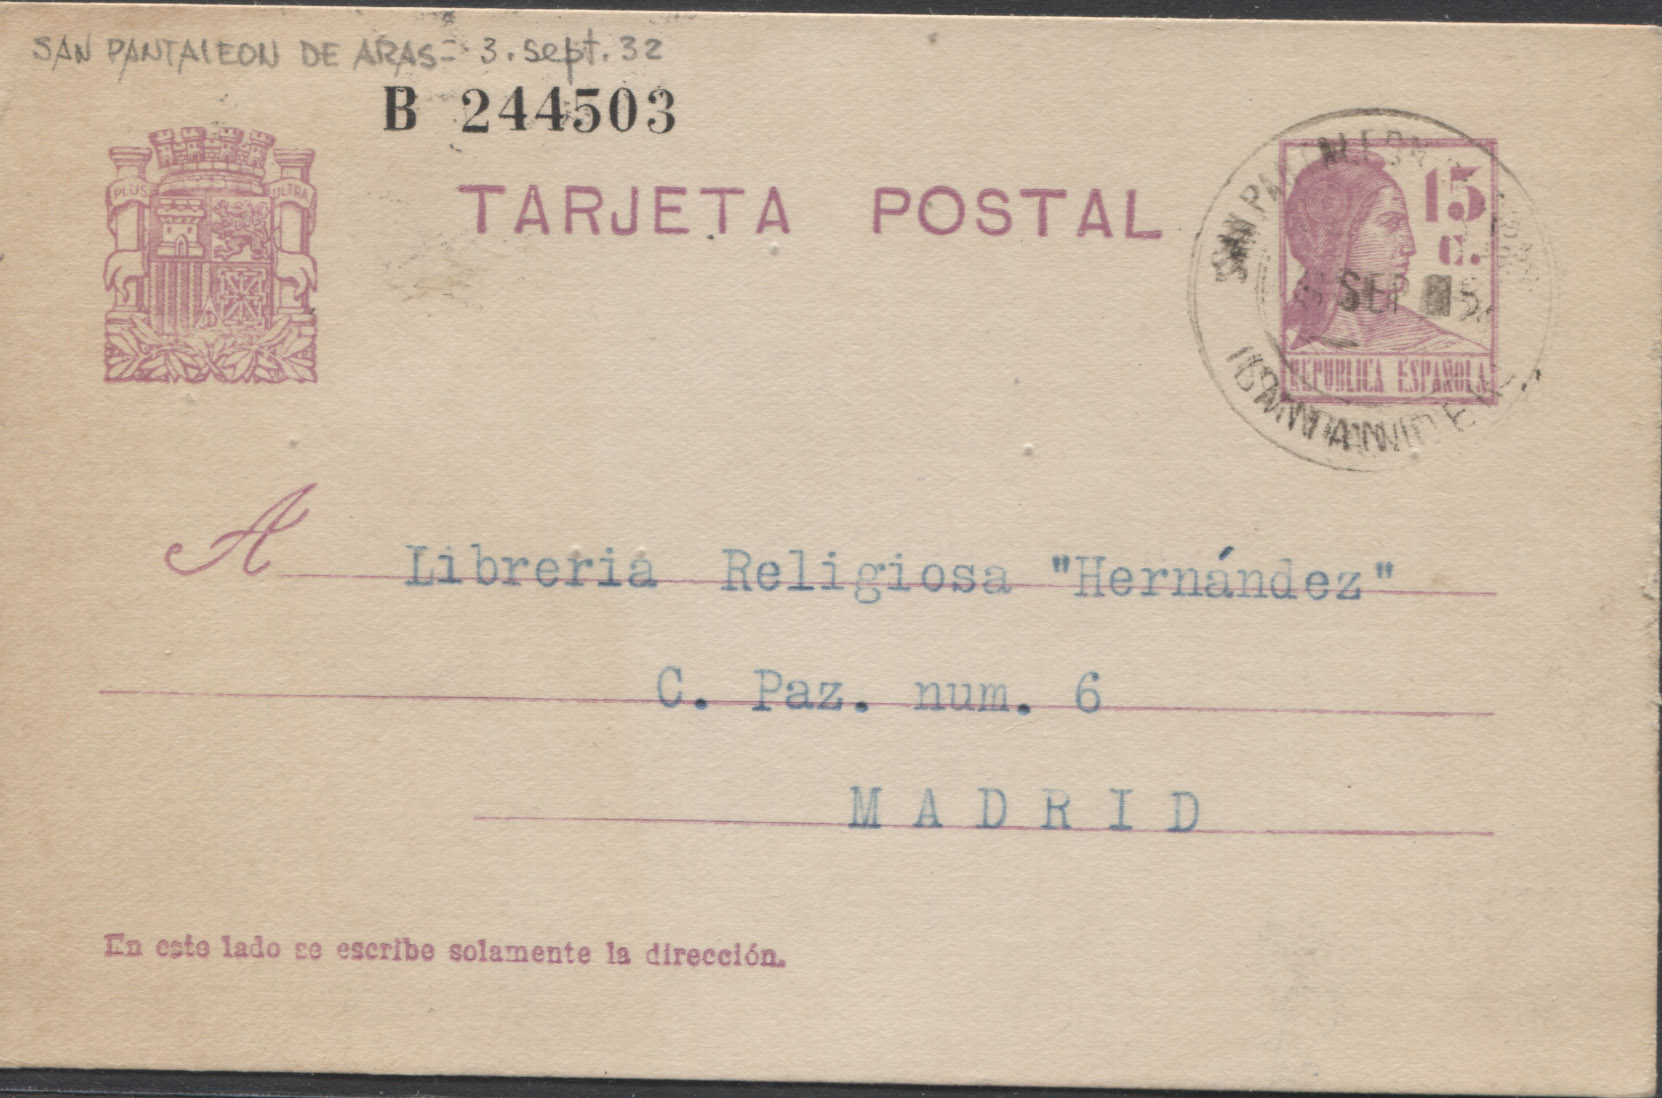 SAN PANTALEON DE ARAS = 3. Sept. 32
B 244503
PLUS ULTRA
TARJETA POSTAL
15
c.
SEP
REPUBLICA ESPAÑOLA
A Libreria Religiosa "Hernández"
C. Paz. num. 6
MADRID
En este lado se escribe solamente la dirección.